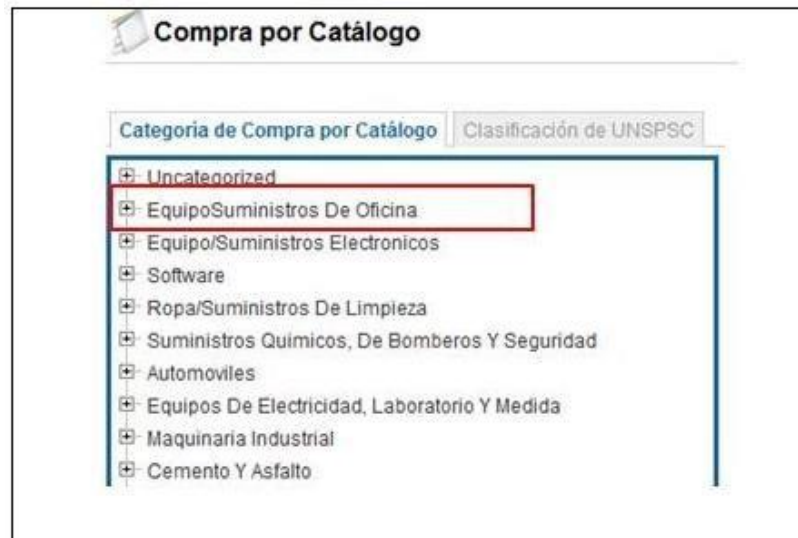 Compra por Catálogo
Categoria de Compra por Catálogo Clasificación de UNSPSC
Uncategorized
EquipoSuministros De Oficina
Equipo/Suministros Electronicos
Software
Ropa/Suministros De Limpieza
Suministros Quimicos, De Bomberos Y Seguridad
Automoviles
Equipos De Electricidad, Laboratorio Y Medida
Maquinaria Industrial
Cemento Y Asfalto